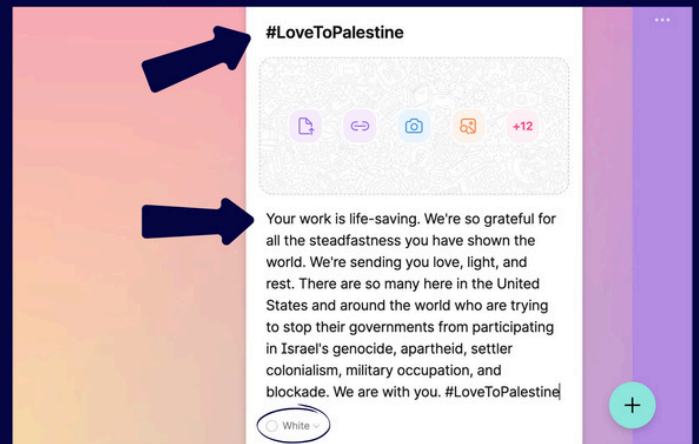 #LoveToPalestine
+12
Your work is life-saving. We're so grateful for
all the steadfastness you have shown the
world. We're sending you love, light, and
rest. There are so many here in the United
States and around the world who are trying
to stop their governments from participating
in Israel's genocide, apartheid, settler
colonialism, military occupation, and
blockade. We are with you. #LoveToPalestine
White